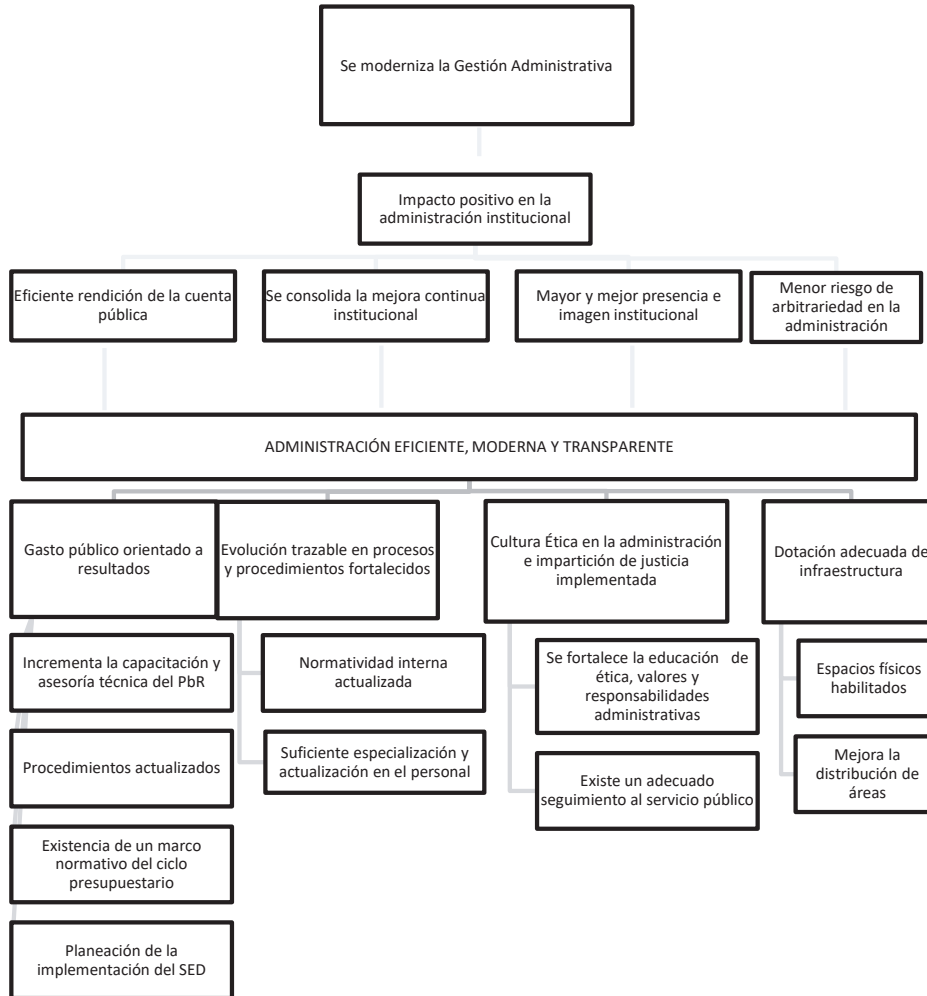 Se moderniza la Gestión Administrativa
Impacto positivo en la
administración institucional
Eficiente rendición de la cuenta
pública
Se consolida la mejora continua
institucional
Mayor y mejor presencia e
imagen institucional
Menor riesgo de
arbitrariedad en la
administración
ADMINISTRACIÓN EFICIENTE, MODERNA Y TRANSPARENTE
Gasto público orientado a
resultados
Evolución trazable en procesos
y procedimientos fortalecidos
Cultura Ética en la administración
e impartición de justicia
implementada
Dotación adecuada de
infraestructura
Incrementa la capacitación y
asesoría técnica del PbR
Procedimientos actualizados
Existencia de un marco
normativo del ciclo
presupuestario
Planeación de la
implementación del SED
Normatividad interna
actualizada
Suficiente especialización y
actualización en el personal
Se fortalece la educación de
ética, valores y
responsabilidades
administrativas
Existe un adecuado
seguimiento al servicio público
Espacios físicos
habilitados
Mejora la
distribución de
áreas